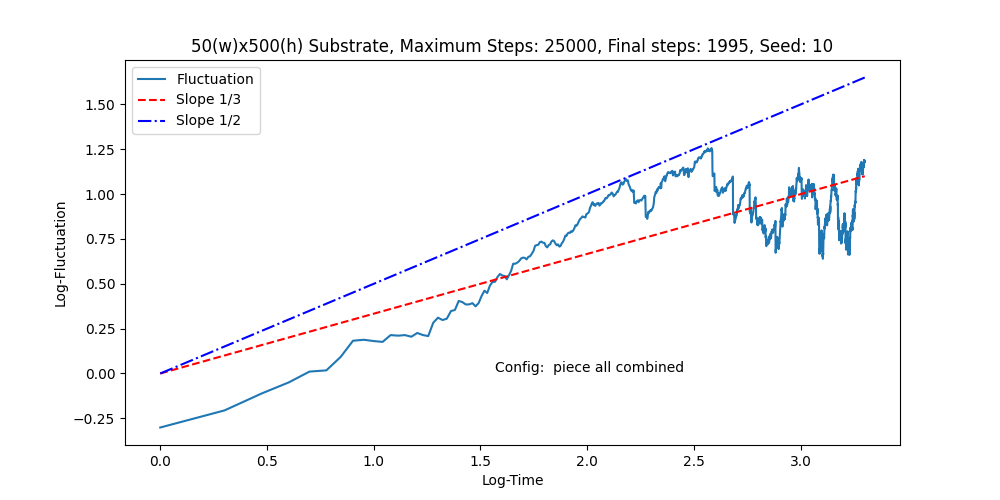 50(w)x500(h) Substrate, Maximum Steps: 25000, Final steps: 1995, Seed: 10
Fluctuation
Slope 1/3
Slope 1/2
1.50
1.25
1.00
0.75
0.50
0.25
0.00
−0.25
Log-Fluctuation
Config:  piece all combined
0.0 0.5 1.0 1.5 2.0 2.5 3.0
Log-Time